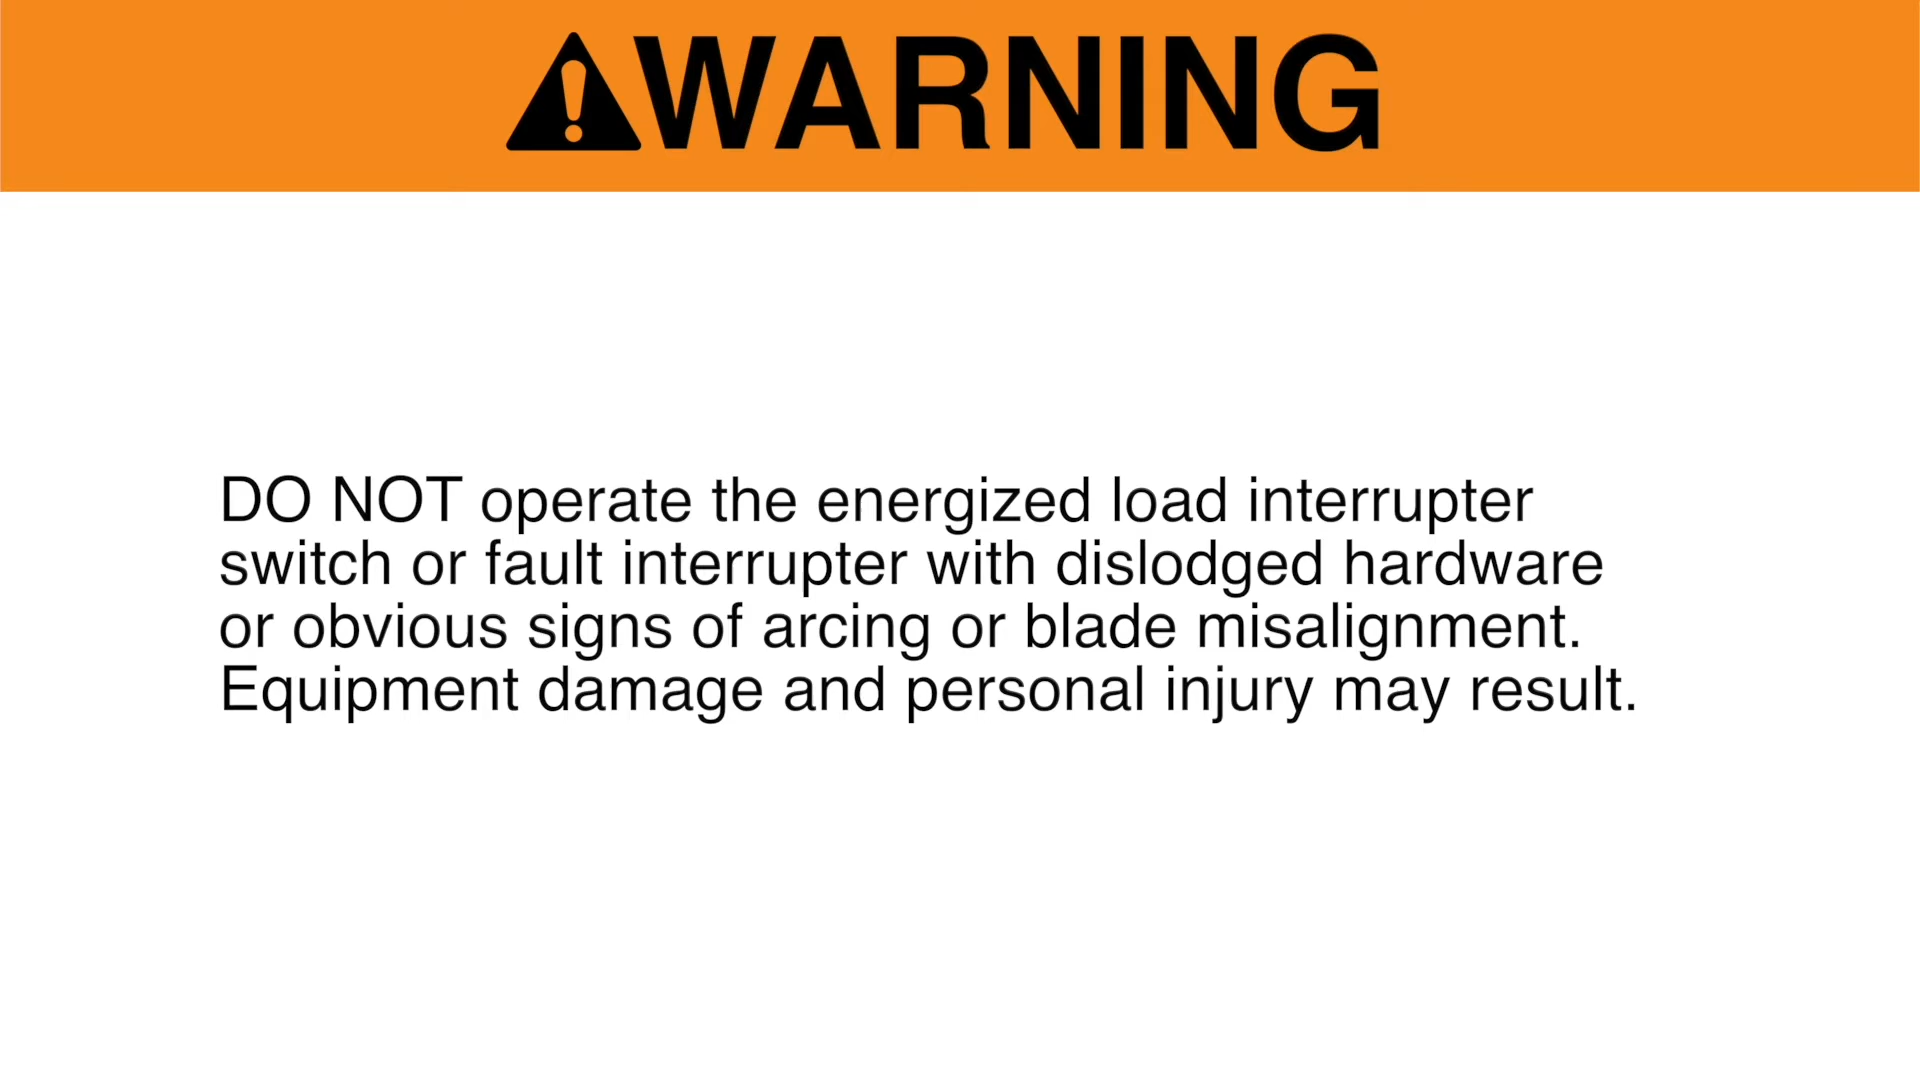 WARNING
DO NOT operate the energized load interrupter
switch or fault interrupter with dislodged hardware
or obvious signs of arcing or blade misalignment.
Equipment damage and personal injury may result.